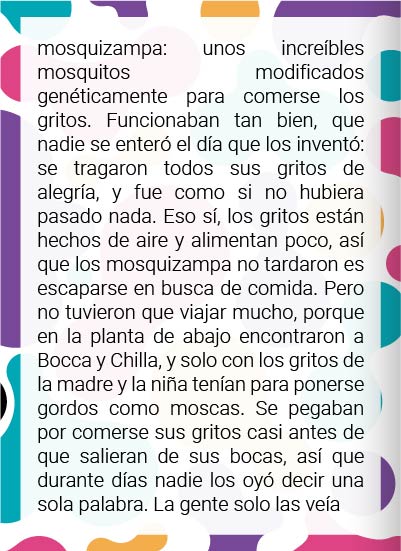 mosquizampa: unos increíbles
mosquitos modificados
genéticamente para comerse los
gritos. Funcionaban tan bien, que
nadie se enteró el día que los inventó:
se tragaron todos sus gritos de
alegría, y fue como si no hubiera
pasado nada. Eso sí, los gritos están
hechos de aire y alimentan poco, así
que los mosquizampa no tardaron es
escaparse en busca de comida. Pero
no tuvieron que viajar mucho, porque
en la planta de abajo encontraron a
Bocca y Chilla, y solo con los gritos de
la madre y la niña tenían para ponerse
gordos como moscas. Se pegaban
por comerse sus gritos casi antes de
que salieran de sus bocas, así que
durante días nadie los oyó decir una
sola palabra. La gente solo las veía